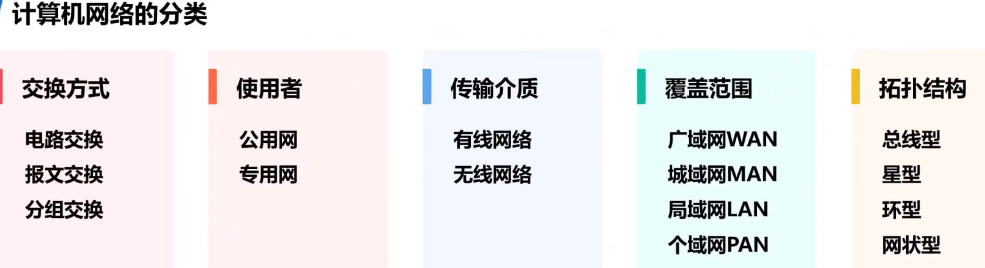 计算机网络的分类
交换方式
电路交换
报文交换
分组交换
使用者
公用网
专用网
传输介质
有线网络
无线网络
覆盖范围
广域网WAN
城域网MAN
局域网LAN
个域网PAN
拓扑结构
总线型
星型
环型
网状型